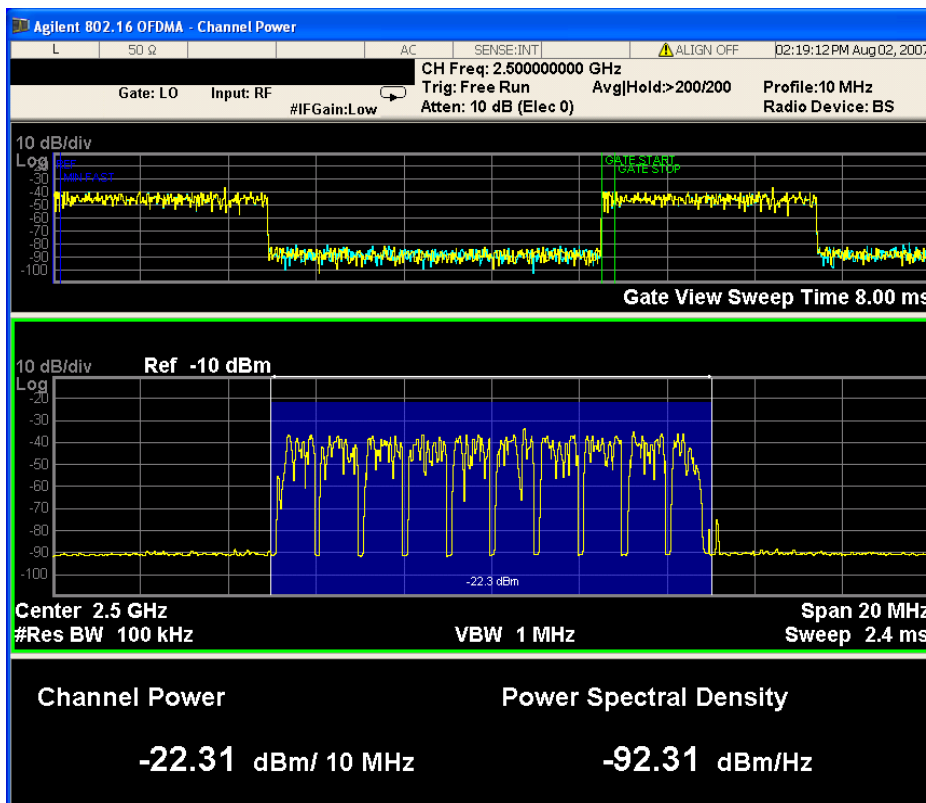 Agilent 802.16 OFDMA - Channel Power
L 50 Ω AC SENSE:INT ALIGN OFF 02:19:12 PM Aug 02, 2007
CH Freq: 2.500000000 GHz
Gate: LO Input: RF Trig: Free Run Avg|Hold:>200/200 Profile:10 MHz
#IFGain:Low Atten: 10 dB (Elec 0) Radio Device: BS
10 dB/div
Log
REF GATE START
MIN FAST GATE STOP
-30
-40
-50
-60
-70
-80
-90
-100
Gate View Sweep Time 8.00 ms
10 dB/div Ref -10 dBm
Log
-20
-30
-40
-50
-60
-70
-80
-90
-100
-22.3 dBm
Center 2.5 GHz Span 20 MHz
#Res BW 100 kHz VBW 1 MHz Sweep 2.4 ms
Channel Power Power Spectral Density
-22.31 dBm/ 10 MHz -92.31 dBm/Hz